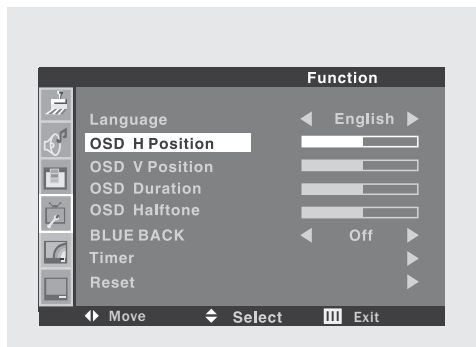 Function
Language English
OSD H Position
OSD V Position
OSD Duration
OSD Halftone
BLUE BACK Off
Timer
Reset
Move Select Exit